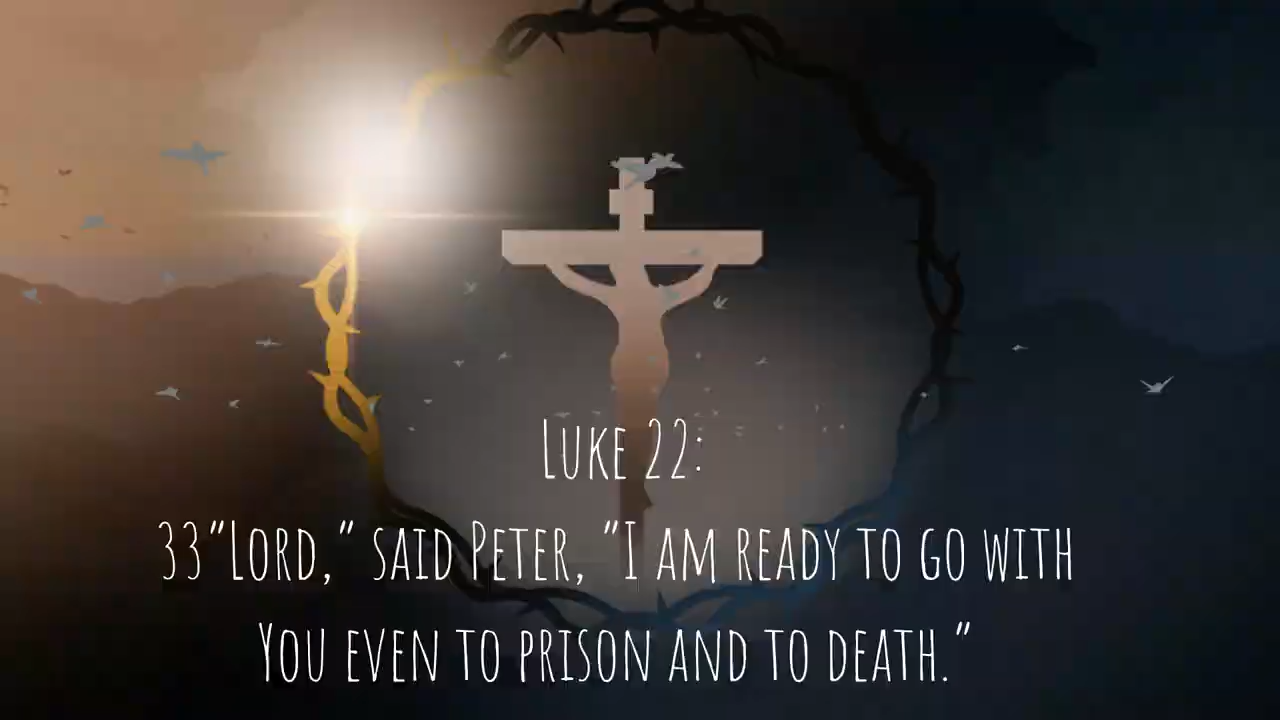 Luke 22:
33"Lord," said Peter, "I am ready to go with
You even to prison and to death."